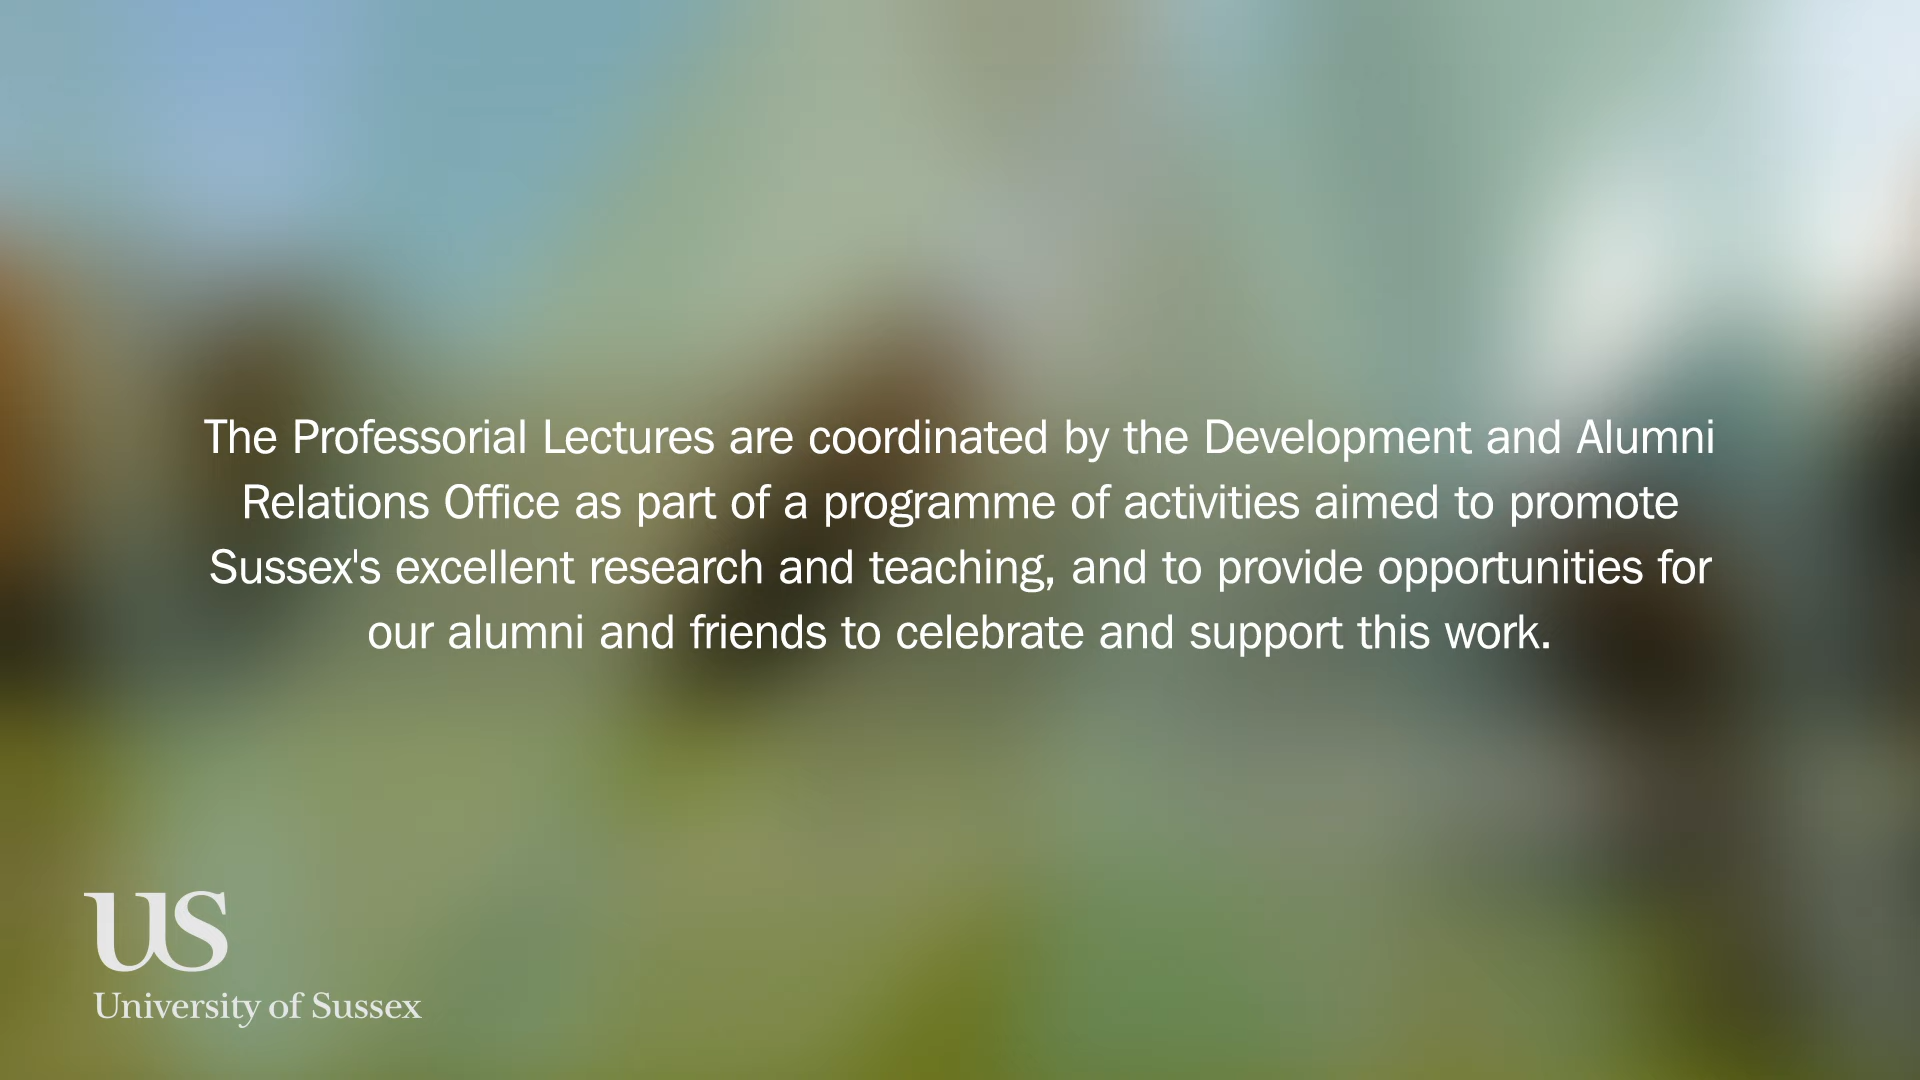 The Professorial Lectures are coordinated by the Development and Alumni
Relations Office as part of a programme of activities aimed to promote
Sussex's excellent research and teaching, and to provide opportunities for
our alumni and friends to celebrate and support this work.
us
University of Sussex